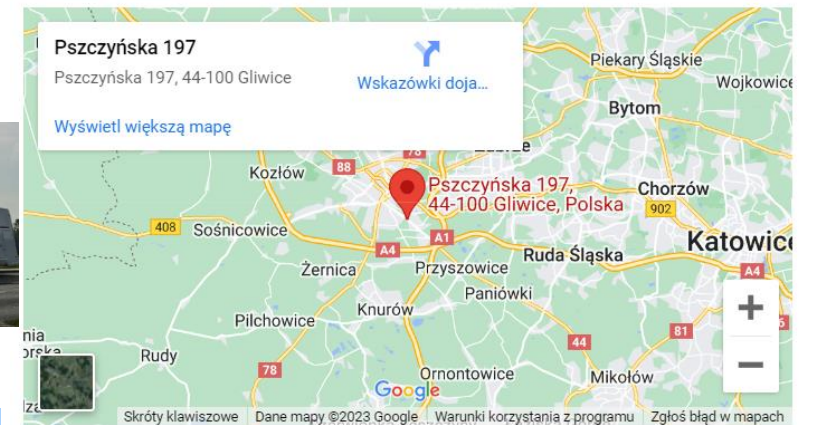 Pszczyńska 197
Pszczyńska 197, 44-100 Gliwice
Wskazówki doja...
Wyświetl większą mapę
Piekary Śląskie
Wojkowice
Bytom
78
Kozłów
88
Pszczyńska 197,
44-100 Gliwice, Polska
Chorzów
902
408
Sośnicowice
A1
A4
Katowice
Ruda Śląska
Żernica
Przyszowice
A4
Paniówki
Knurów
Pilchowice
81
44
Rudy
78
Ornontowice
Mikołów
Google
Skróty klawiszowe
Dane mapy ©2023 Google
Warunki korzystania z programu
Zgłoś błąd w mapach